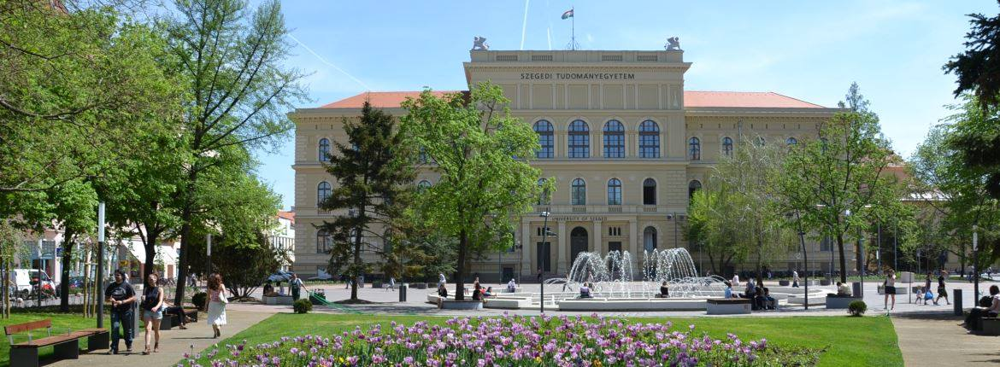 SZEGEDI TUDOMÁNYEGYETEM
UNIVERSITY OF SZEGED